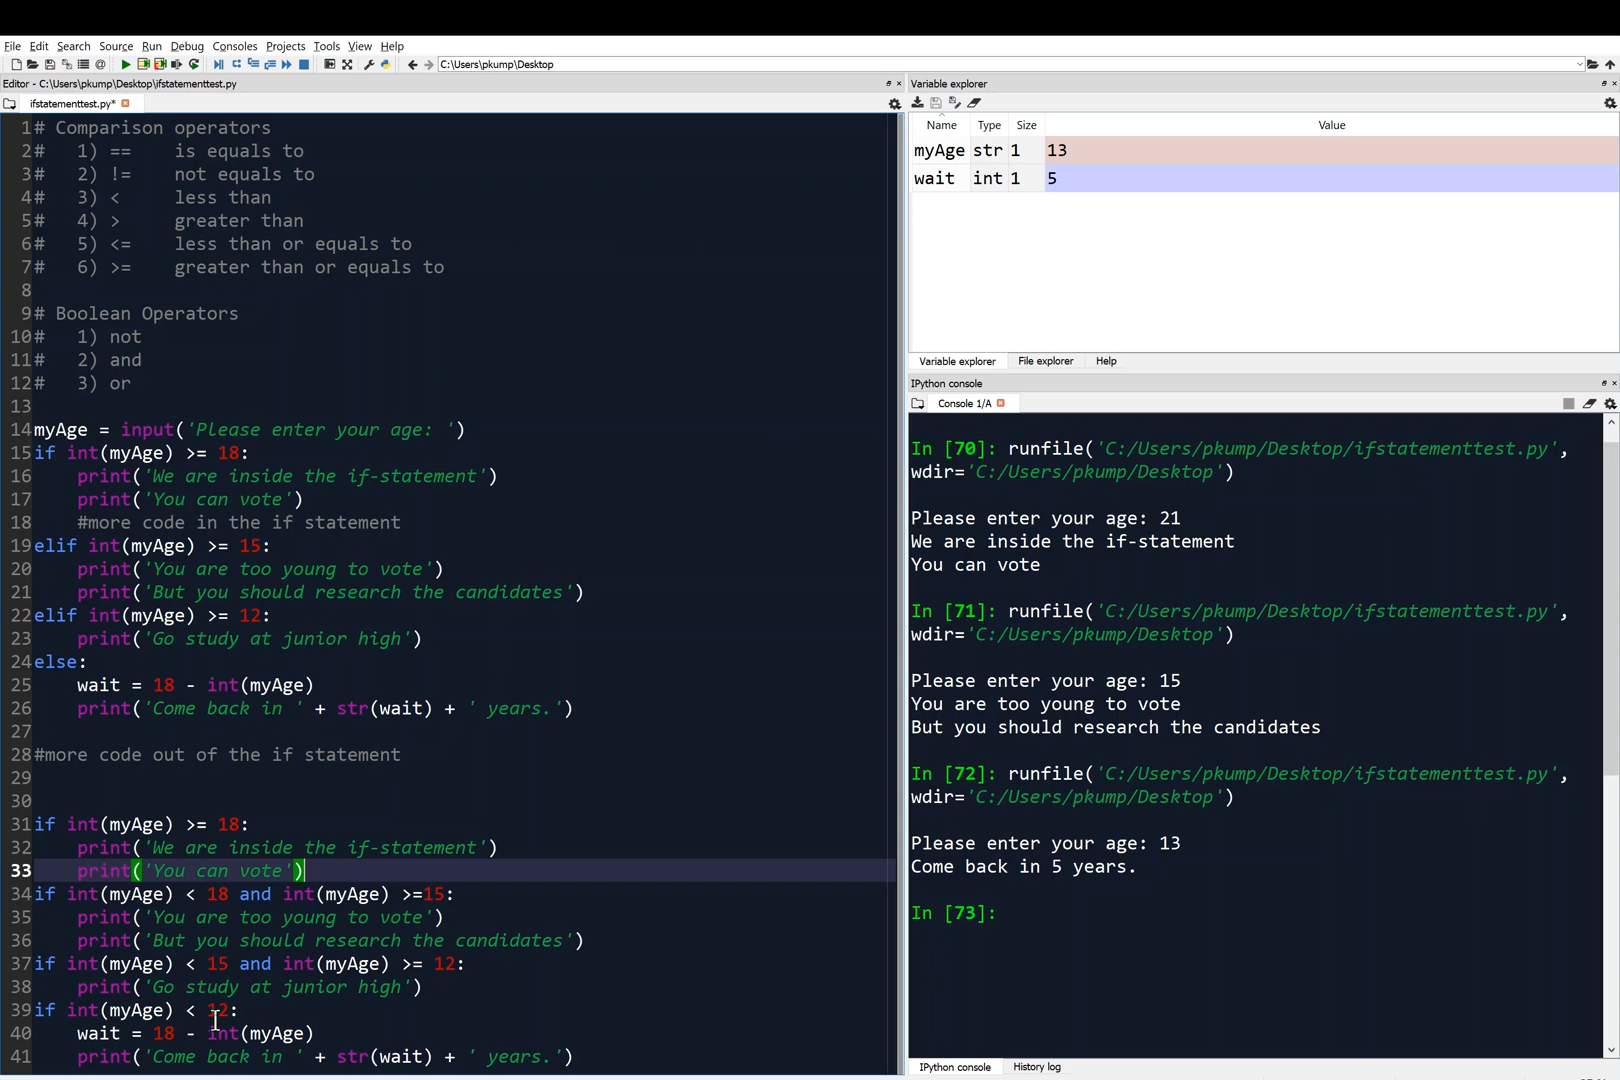 File Edit Search Source Run Debug Consoles Projects Tools View Help
C:\Users\pkump\Desktop
Editor - C:\Users\pkump\Desktop\ifstatementtest.py
ifstatementtest.py*
1# Comparison operators
2#   1) ==    is equals to
3#   2) !=    not equals to
4#   3) <     less than
5#   4) >     greater than
6#   5) <=    less than or equals to
7#   6) >=    greater than or equals to
8
9# Boolean Operators
10#   1) not
11#   2) and
12#   3) or
13
14myAge = input('Please enter your age: ')
15if int(myAge) >= 18:
16    print('We are inside the if-statement')
17    print('You can vote')
18    #more code in the if statement
19elif int(myAge) >= 15:
20    print('You are too young to vote')
21    print('But you should research the candidates')
22elif int(myAge) >= 12:
23    print('Go study at junior high')
24else:
25    wait = 18 - int(myAge)
26    print('Come back in ' + str(wait) + ' years.')
27
28#more code out of the if statement
29
30
31if int(myAge) >= 18:
32    print('We are inside the if-statement')
33    print('You can vote')
34if int(myAge) < 18 and int(myAge) >=15:
35    print('You are too young to vote')
36    print('But you should research the candidates')
37if int(myAge) < 15 and int(myAge) >= 12:
38    print('Go study at junior high')
39if int(myAge) < 12:
40    wait = 18 - int(myAge)
41    print('Come back in ' + str(wait) + ' years.')
Variable explorer
Name Type Size Value
myAge str 1 13
wait int 1 5
Variable explorer File explorer Help
IPython console
Console 1/A
In [70]: runfile('C:/Users/pkump/Desktop/ifstatementtest.py',
wdir='C:/Users/pkump/Desktop')
Please enter your age: 21
We are inside the if-statement
You can vote
In [71]: runfile('C:/Users/pkump/Desktop/ifstatementtest.py',
wdir='C:/Users/pkump/Desktop')
Please enter your age: 15
You are too young to vote
But you should research the candidates
In [72]: runfile('C:/Users/pkump/Desktop/ifstatementtest.py',
wdir='C:/Users/pkump/Desktop')
Please enter your age: 13
Come back in 5 years.
In [73]:
IPython console History log